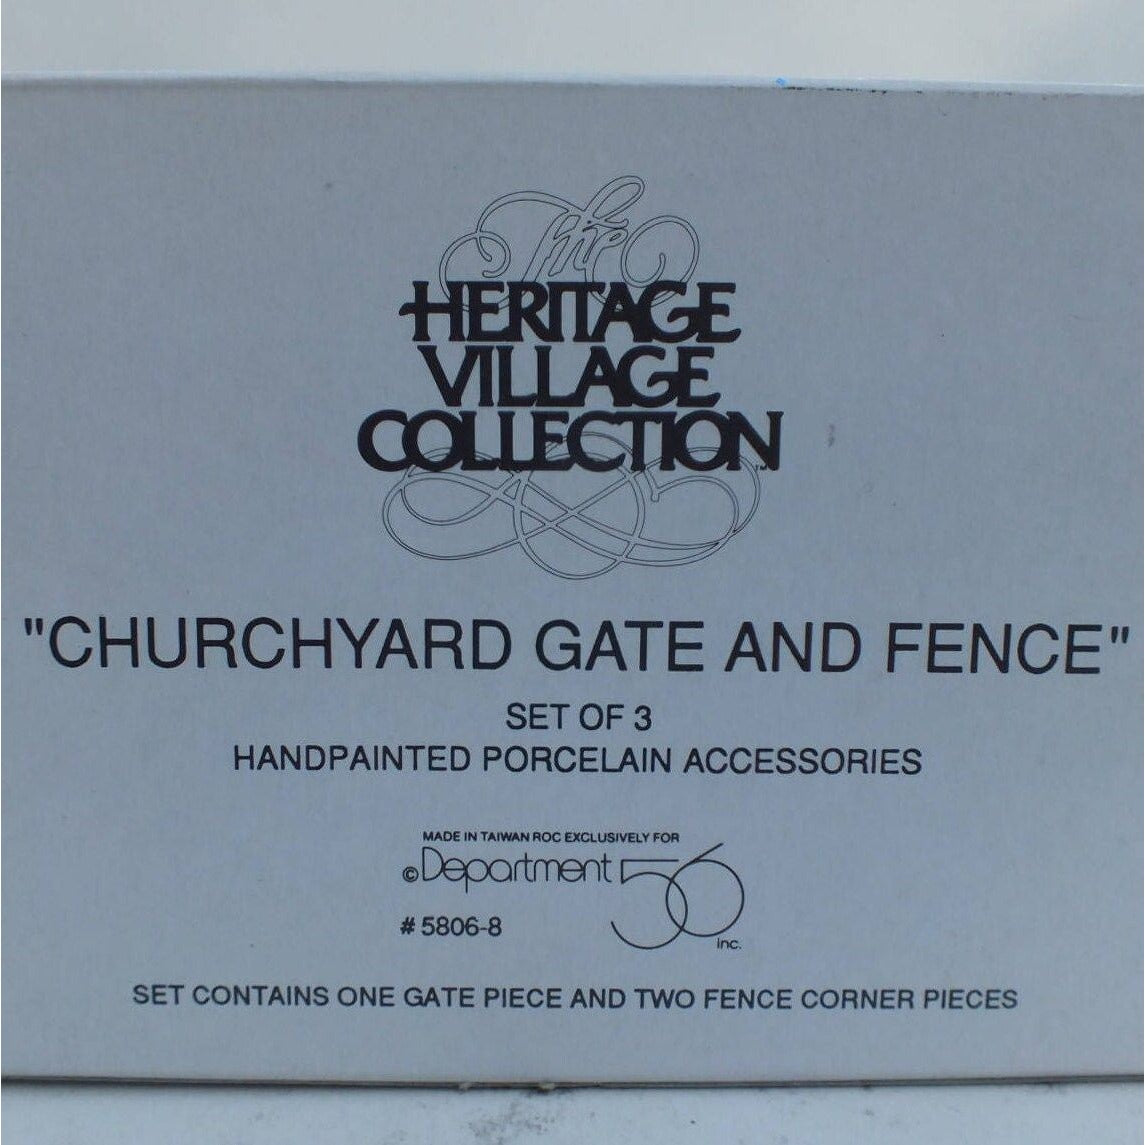 The
HERITAGE
VILLAGE
COLLECTION™
"CHURCHYARD GATE AND FENCE"
SET OF 3
HANDPAINTED PORCELAIN ACCESSORIES
MADE IN TAIWAN ROC EXCLUSIVELY FOR
© Department 56 inc.
# 5806-8
SET CONTAINS ONE GATE PIECE AND TWO FENCE CORNER PIECES